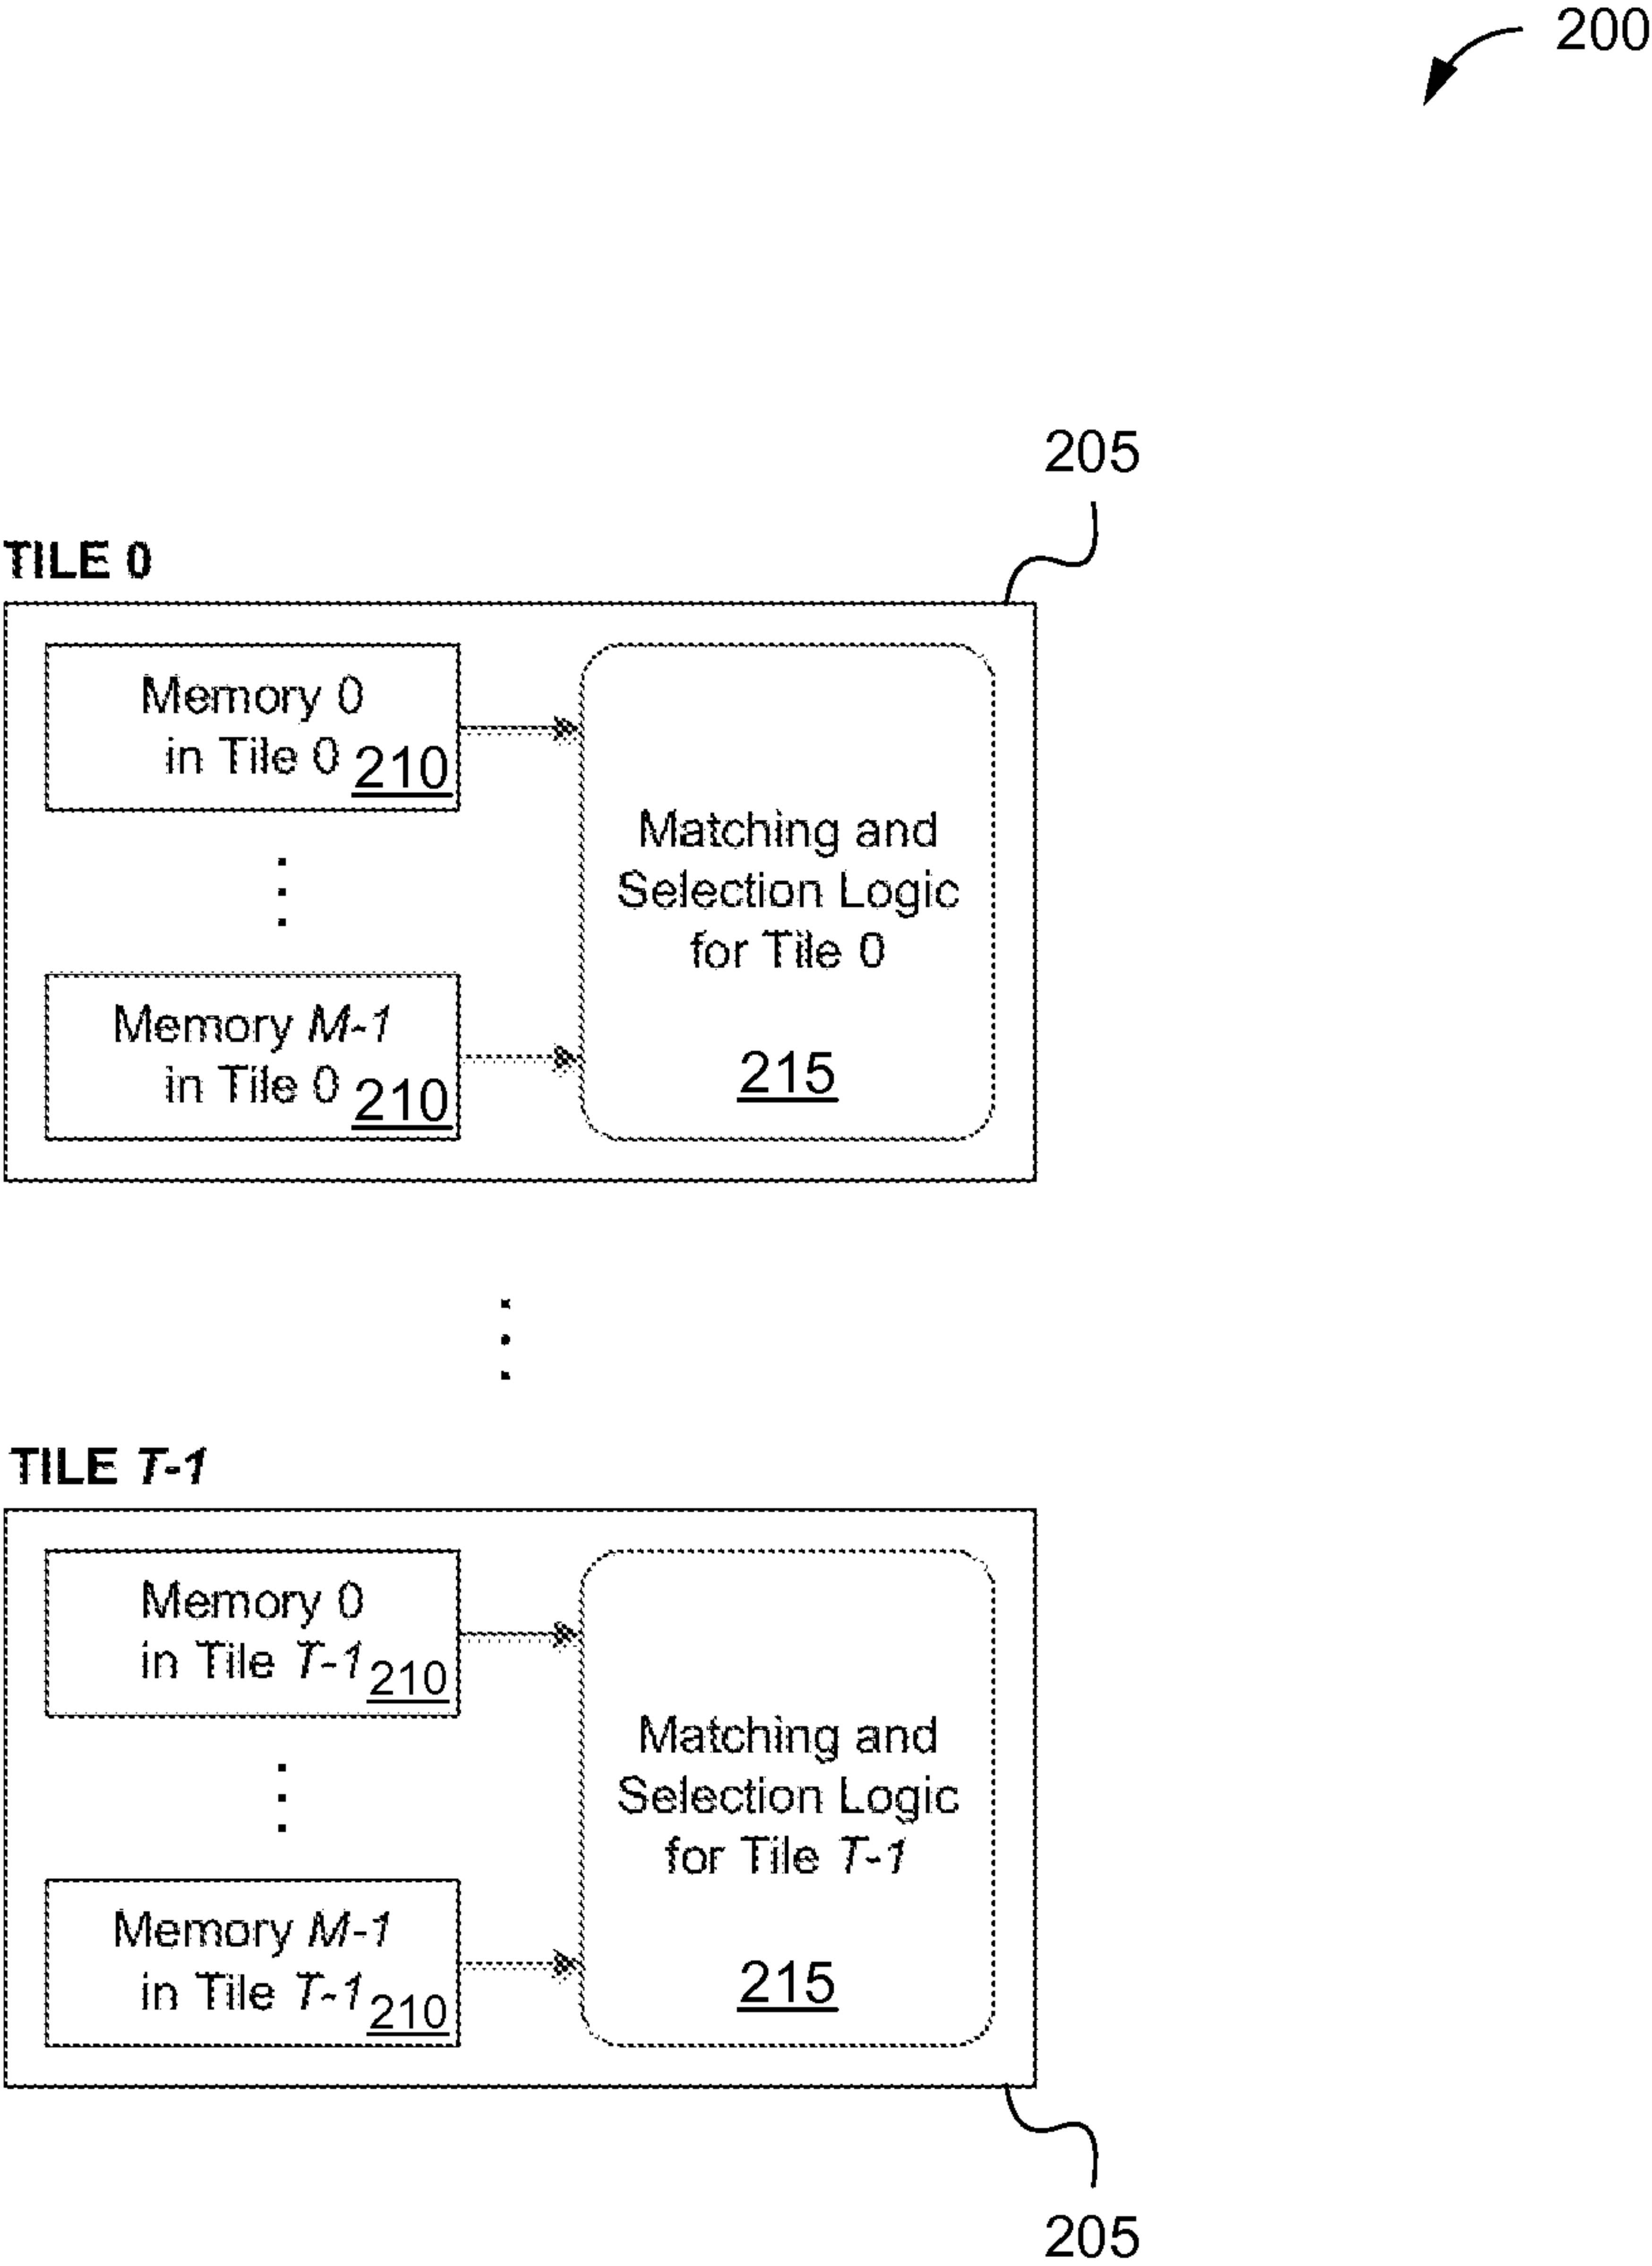 200
205
TILE 0
Memory 0
in Tile 0 210
Matching and
Selection Logic
for Tile 0
215
Memory M-1
in Tile 0 210
TILE T-1
Memory 0
in Tile T-1 210
Matching and
Selection Logic
for Tile T-1
215
Memory M-1
in Tile T-1 210
205